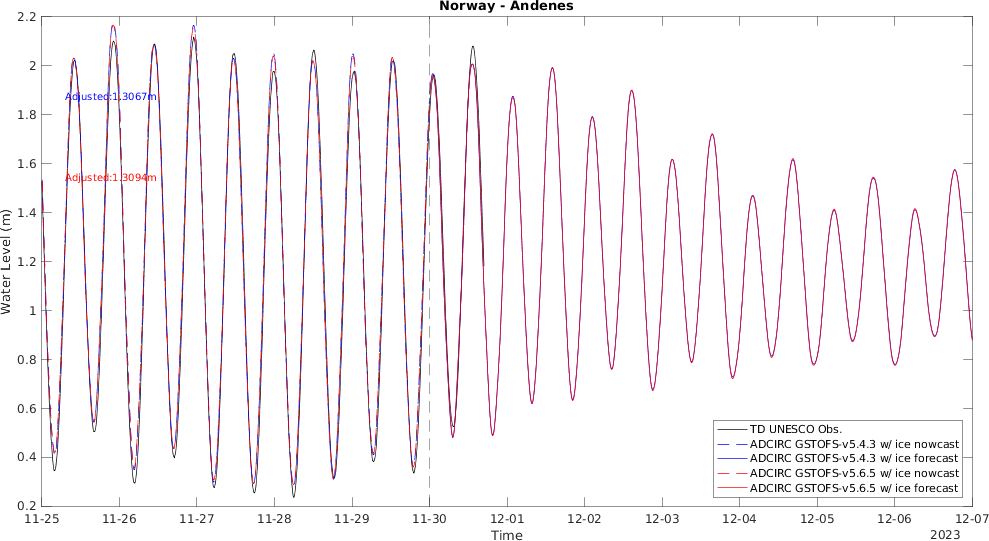 Norway - Andenes
2.2
2
1.8
1.6
1.4
1.2
1
0.8
0.6
0.4
0.2
Water Level (m)
Adjusted:1.3067m
Adjusted:1.3094m
TD UNESCO Obs.
ADCIRC GSTOFS-v5.4.3 w/ ice nowcast
ADCIRC GSTOFS-v5.4.3 w/ ice forecast
ADCIRC GSTOFS-v5.6.5 w/ ice nowcast
ADCIRC GSTOFS-v5.6.5 w/ ice forecast
11-25 11-26 11-27 11-28 11-29 11-30 12-01 12-02 12-03 12-04 12-05 12-06 12-07
Time
2023